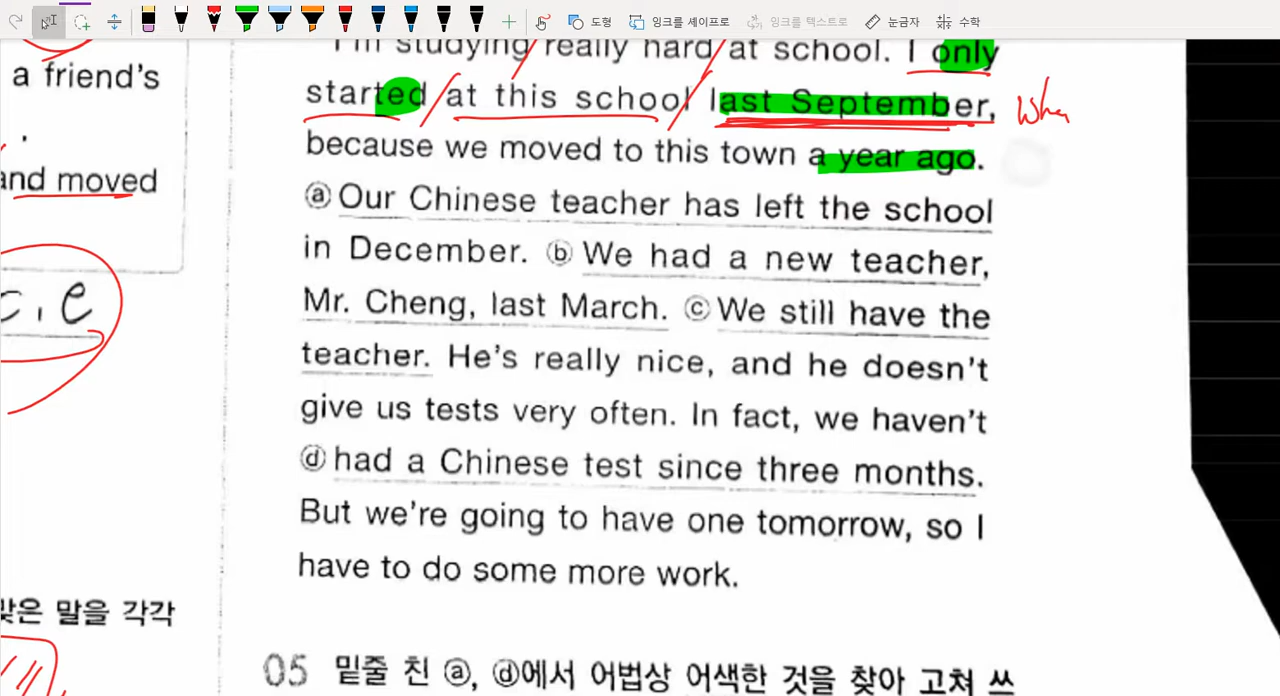 도형 잉크를 셰이프로 잉크를 텍스트로 눈금자 수학
a friend's
.
and moved
c, e
맞은 말을 각각
I'm studying really hard at school. I only
started at this school last September, Whe
because we moved to this town a year ago.
ⓐ Our Chinese teacher has left the school
in December. ⓑ We had a new teacher,
Mr. Cheng, last March. ⓒ We still have the
teacher. He's really nice, and he doesn't
give us tests very often. In fact, we haven't
ⓓ had a Chinese test since three months.
But we're going to have one tomorrow, so I
have to do some more work.
05 밑줄 친 ⓐ, ⓓ에서 어법상 어색한 것을 찾아 고쳐 쓰